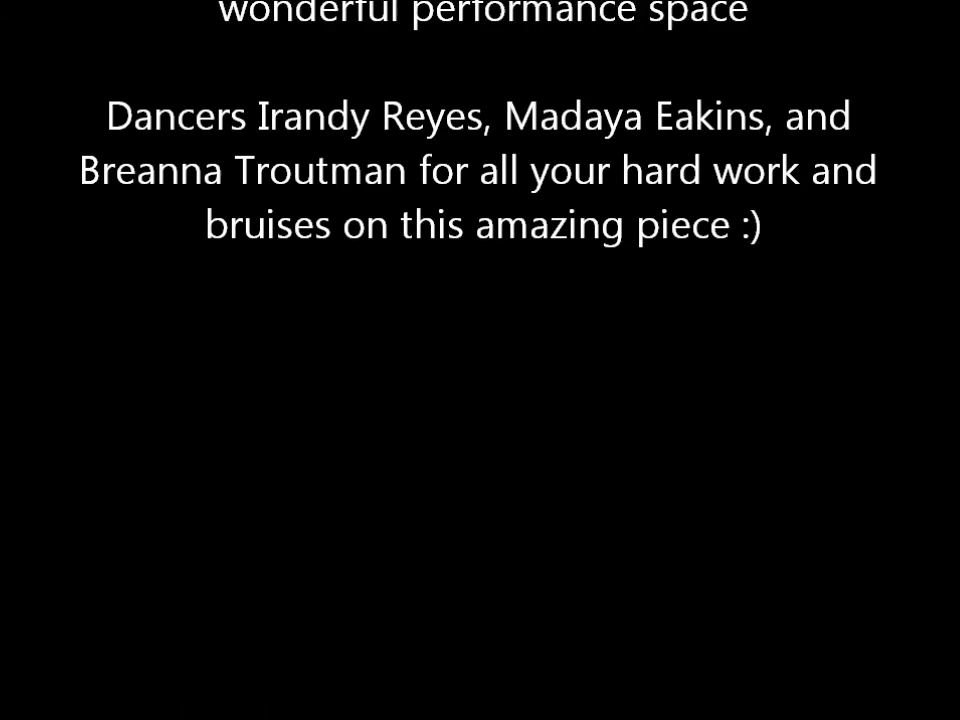 wonderful performance space
Dancers Irandy Reyes, Madaya Eakins, and
Breanna Troutman for all your hard work and
bruises on this amazing piece :)